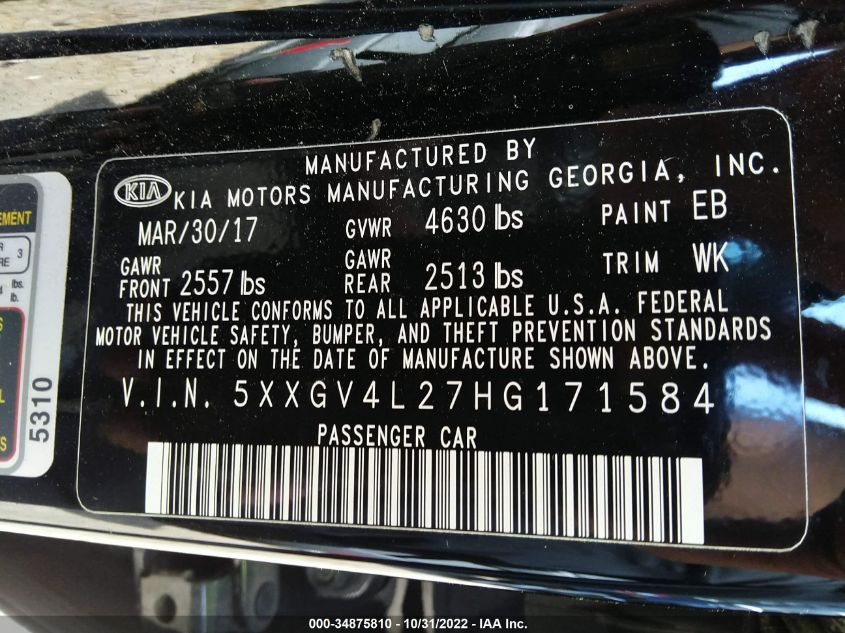 MANUFACTURED BY
KIA KIA MOTORS MANUFACTURING GEORGIA, INC.
MAR/30/17 GVWR 4630 lbs PAINT EB
GAWR FRONT 2557 lbs GAWR REAR 2513 lbs TRIM WK
THIS VEHICLE CONFORMS TO ALL APPLICABLE U.S.A. FEDERAL
MOTOR VEHICLE SAFETY, BUMPER, AND THEFT PREVENTION STANDARDS
IN EFFECT ON THE DATE OF MANUFACTURE SHOWN ABOVE.
V.I.N. 5XXGV4L27HG171584
PASSENGER CAR
3
lbs.
lb.
5310
000-34875810 - 10/31/2022 - IAA Inc.